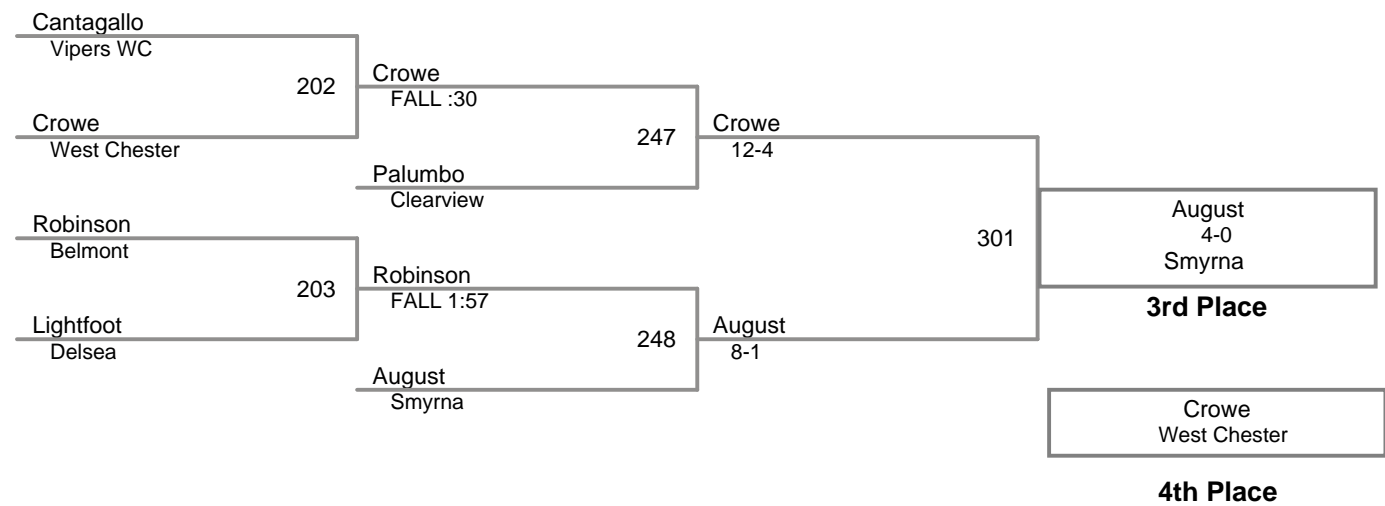 Cantagallo
Vipers WC
202
Crowe
FALL :30
Crowe
West Chester
247
Crowe
12-4
Palumbo
Clearview
Robinson
Belmont
203
Robinson
FALL 1:57
Lightfoot
Delsea
248
August
8-1
August
Smyrna
301
August
4-0
Smyrna
3rd Place
Crowe
West Chester
4th Place